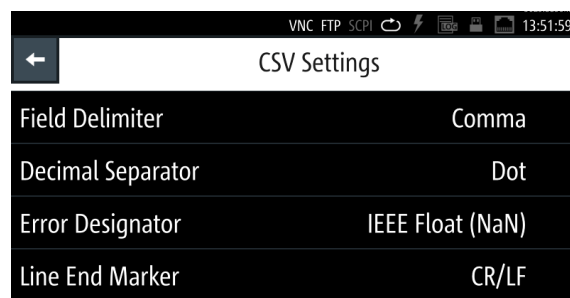 VNC FTP SCPI LOG 13:51:59
CSV Settings
Field Delimiter Comma
Decimal Separator Dot
Error Designator IEEE Float (NaN)
Line End Marker CR/LF